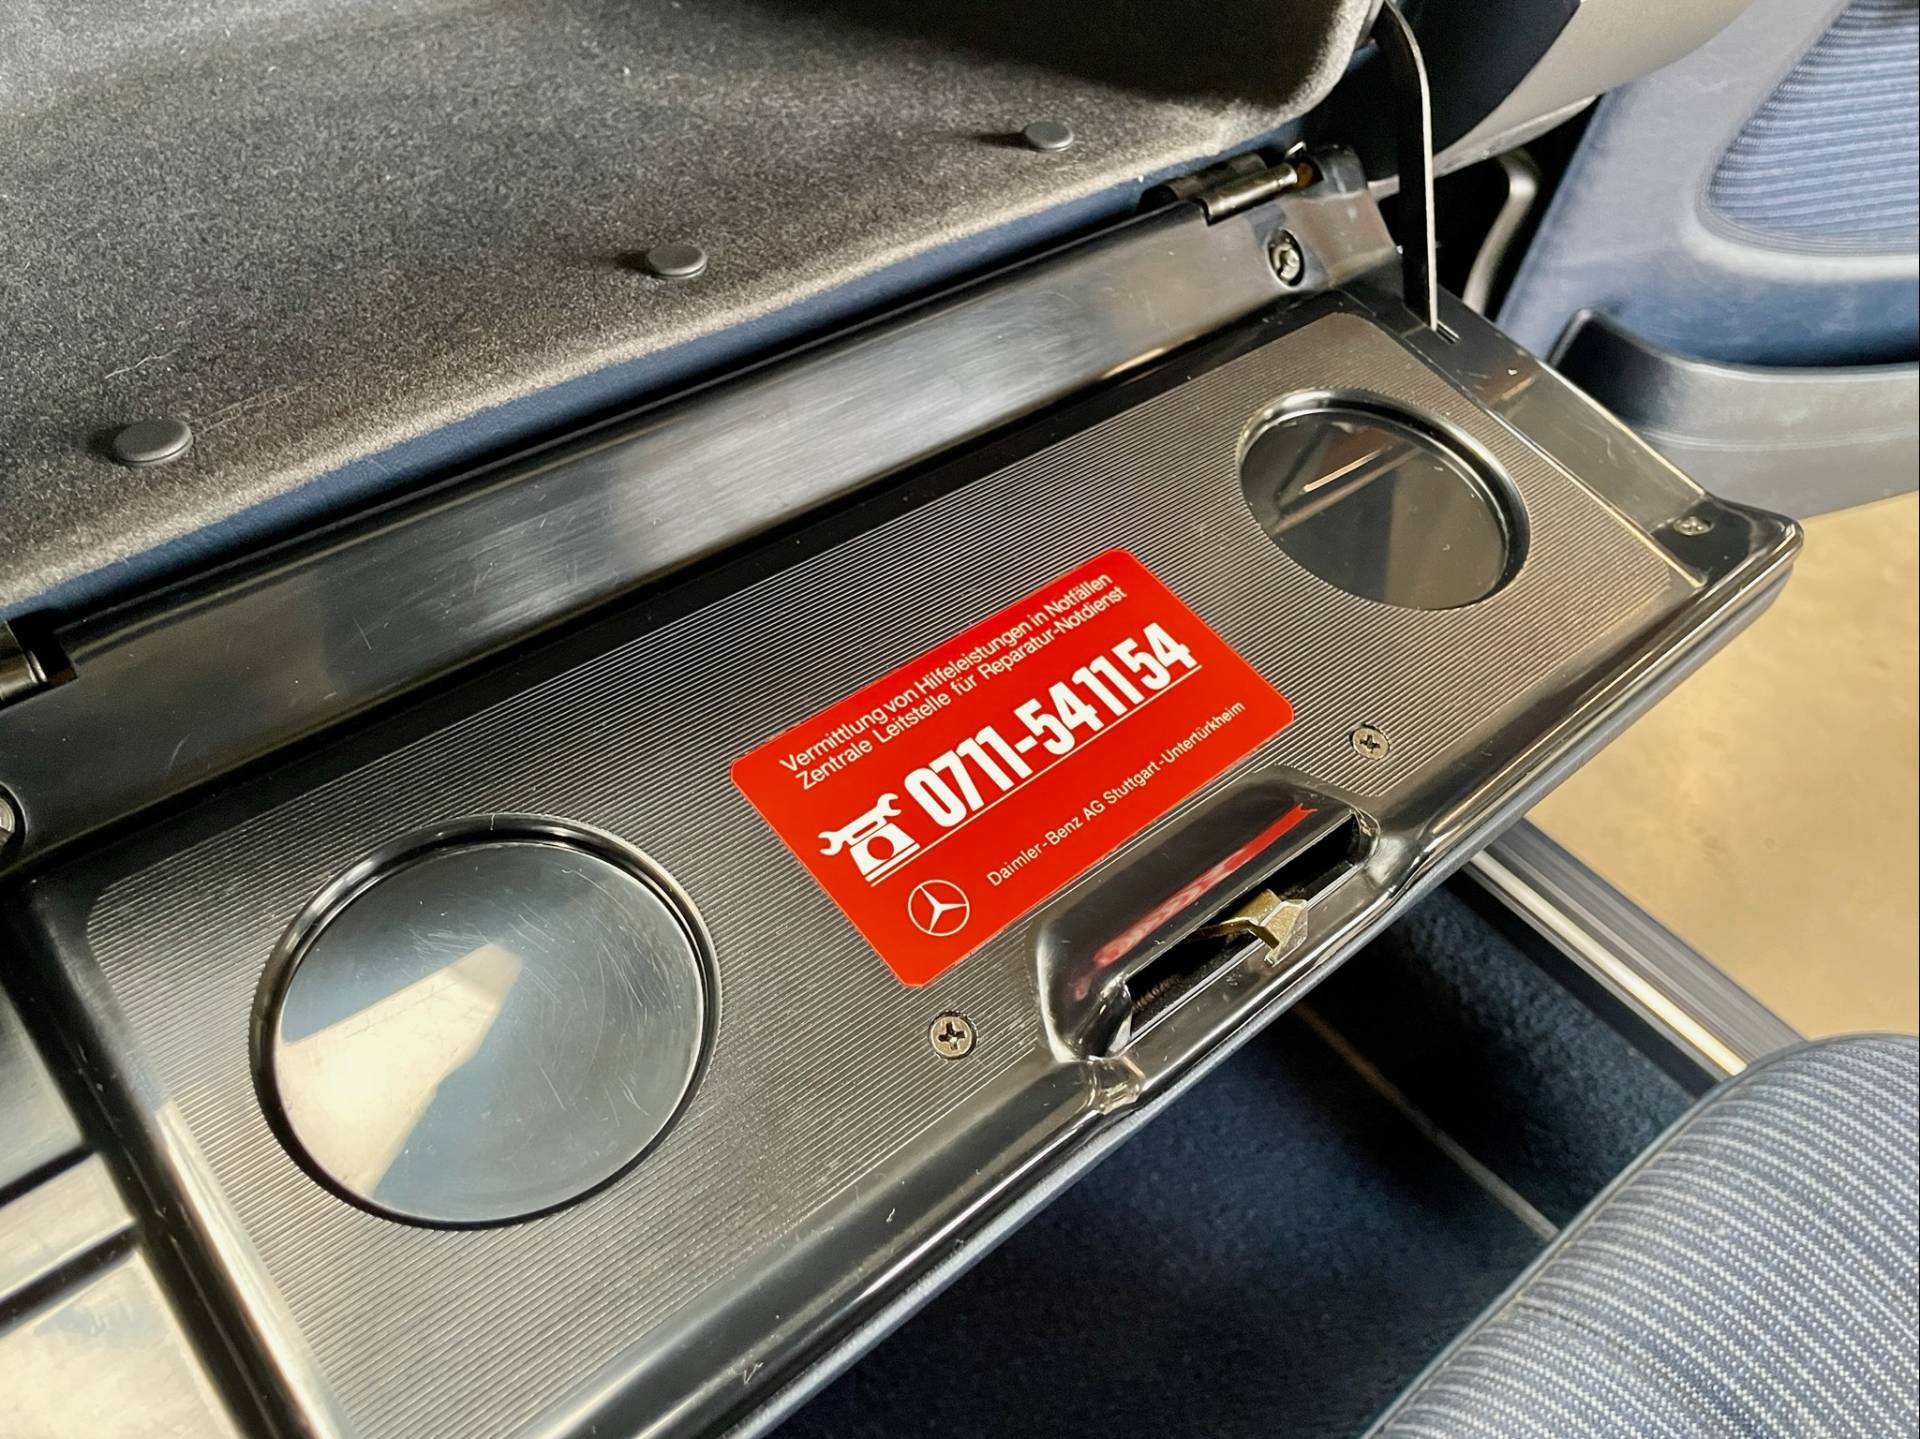 Vermittlung von Hilfeleistungen in Notfällen
Zentrale Leitstelle für Reparatur-Notdienst
0711-541154
Daimler-Benz AG Stuttgart-Untertürkheim